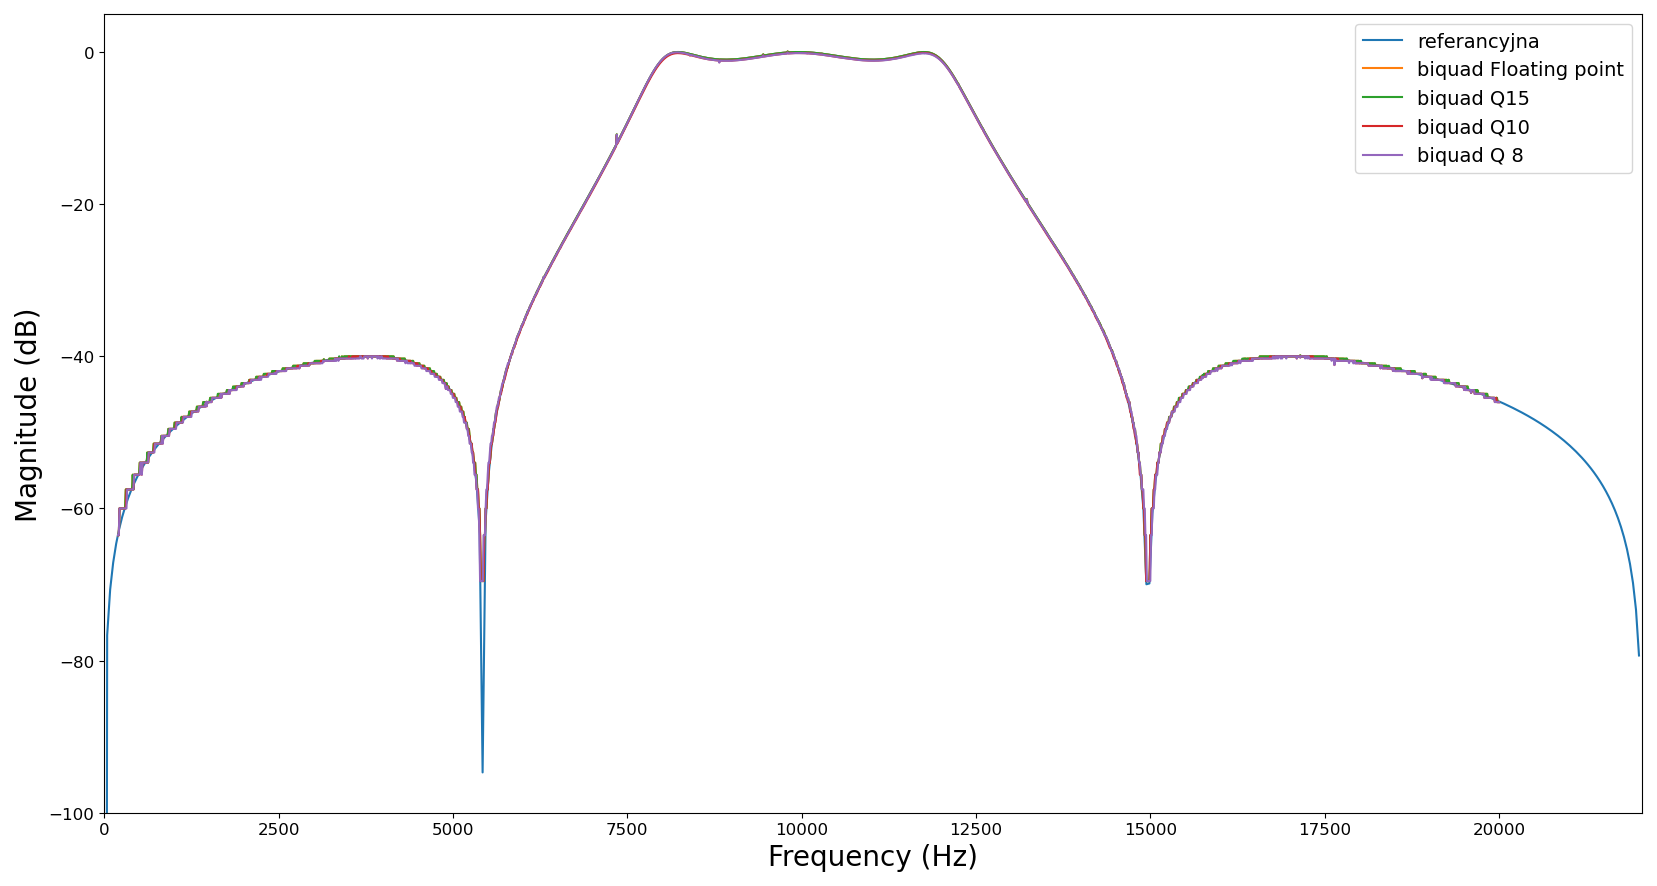 referancyjna
biquad Floating point
biquad Q15
biquad Q10
biquad Q 8
Magnitude (dB)
0
−20
−40
−60
−80
−100
0 2500 5000 7500 10000 12500 15000 17500 20000
Frequency (Hz)